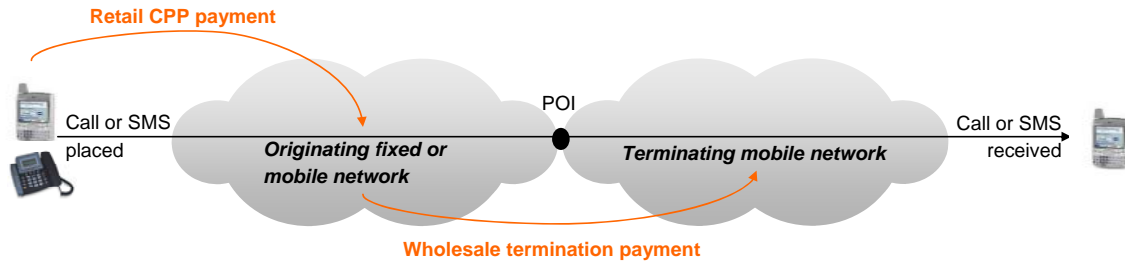 Retail CPP payment
POI
Call or SMS
placed
Originating fixed or
mobile network
Terminating mobile network
Call or SMS
received
Wholesale termination payment